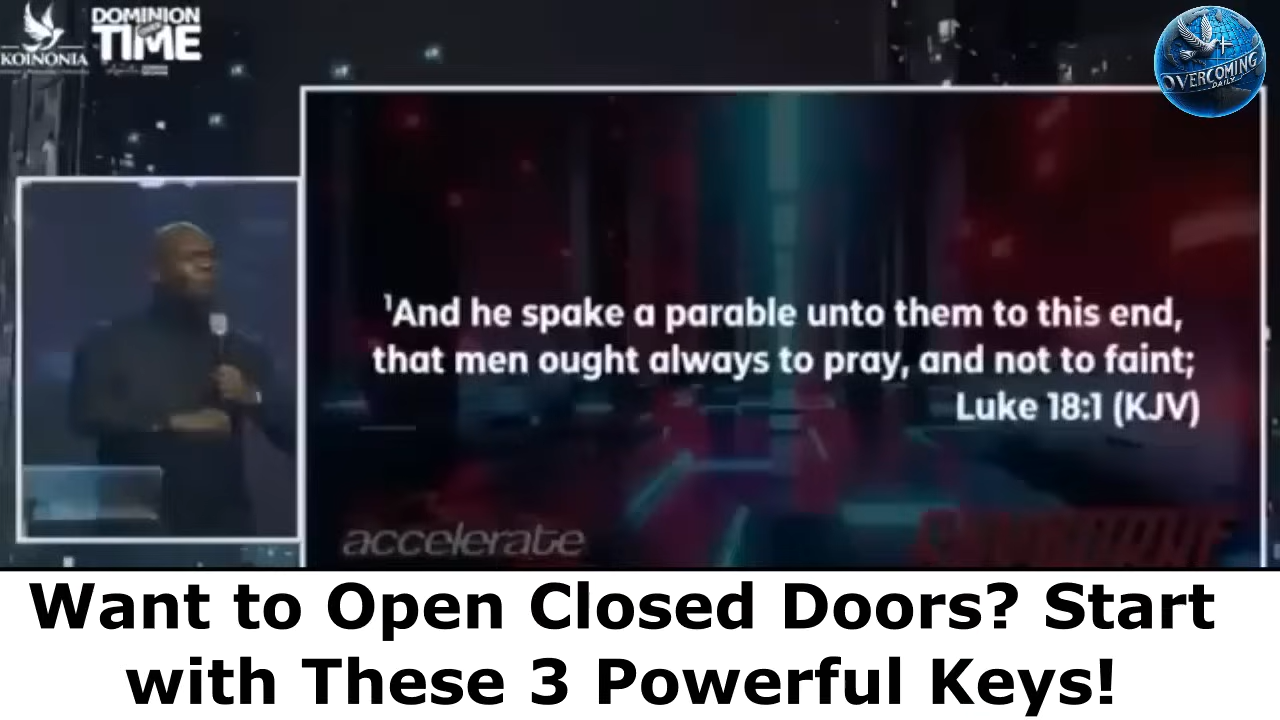 KOINONIA
DOMINION
TIME
OVERCOMING
DAILY
¹And he spake a parable unto them to this end,
that men ought always to pray, and not to faint;
Luke 18:1 (KJV)
accelerate
Want to Open Closed Doors? Start
with These 3 Powerful Keys!